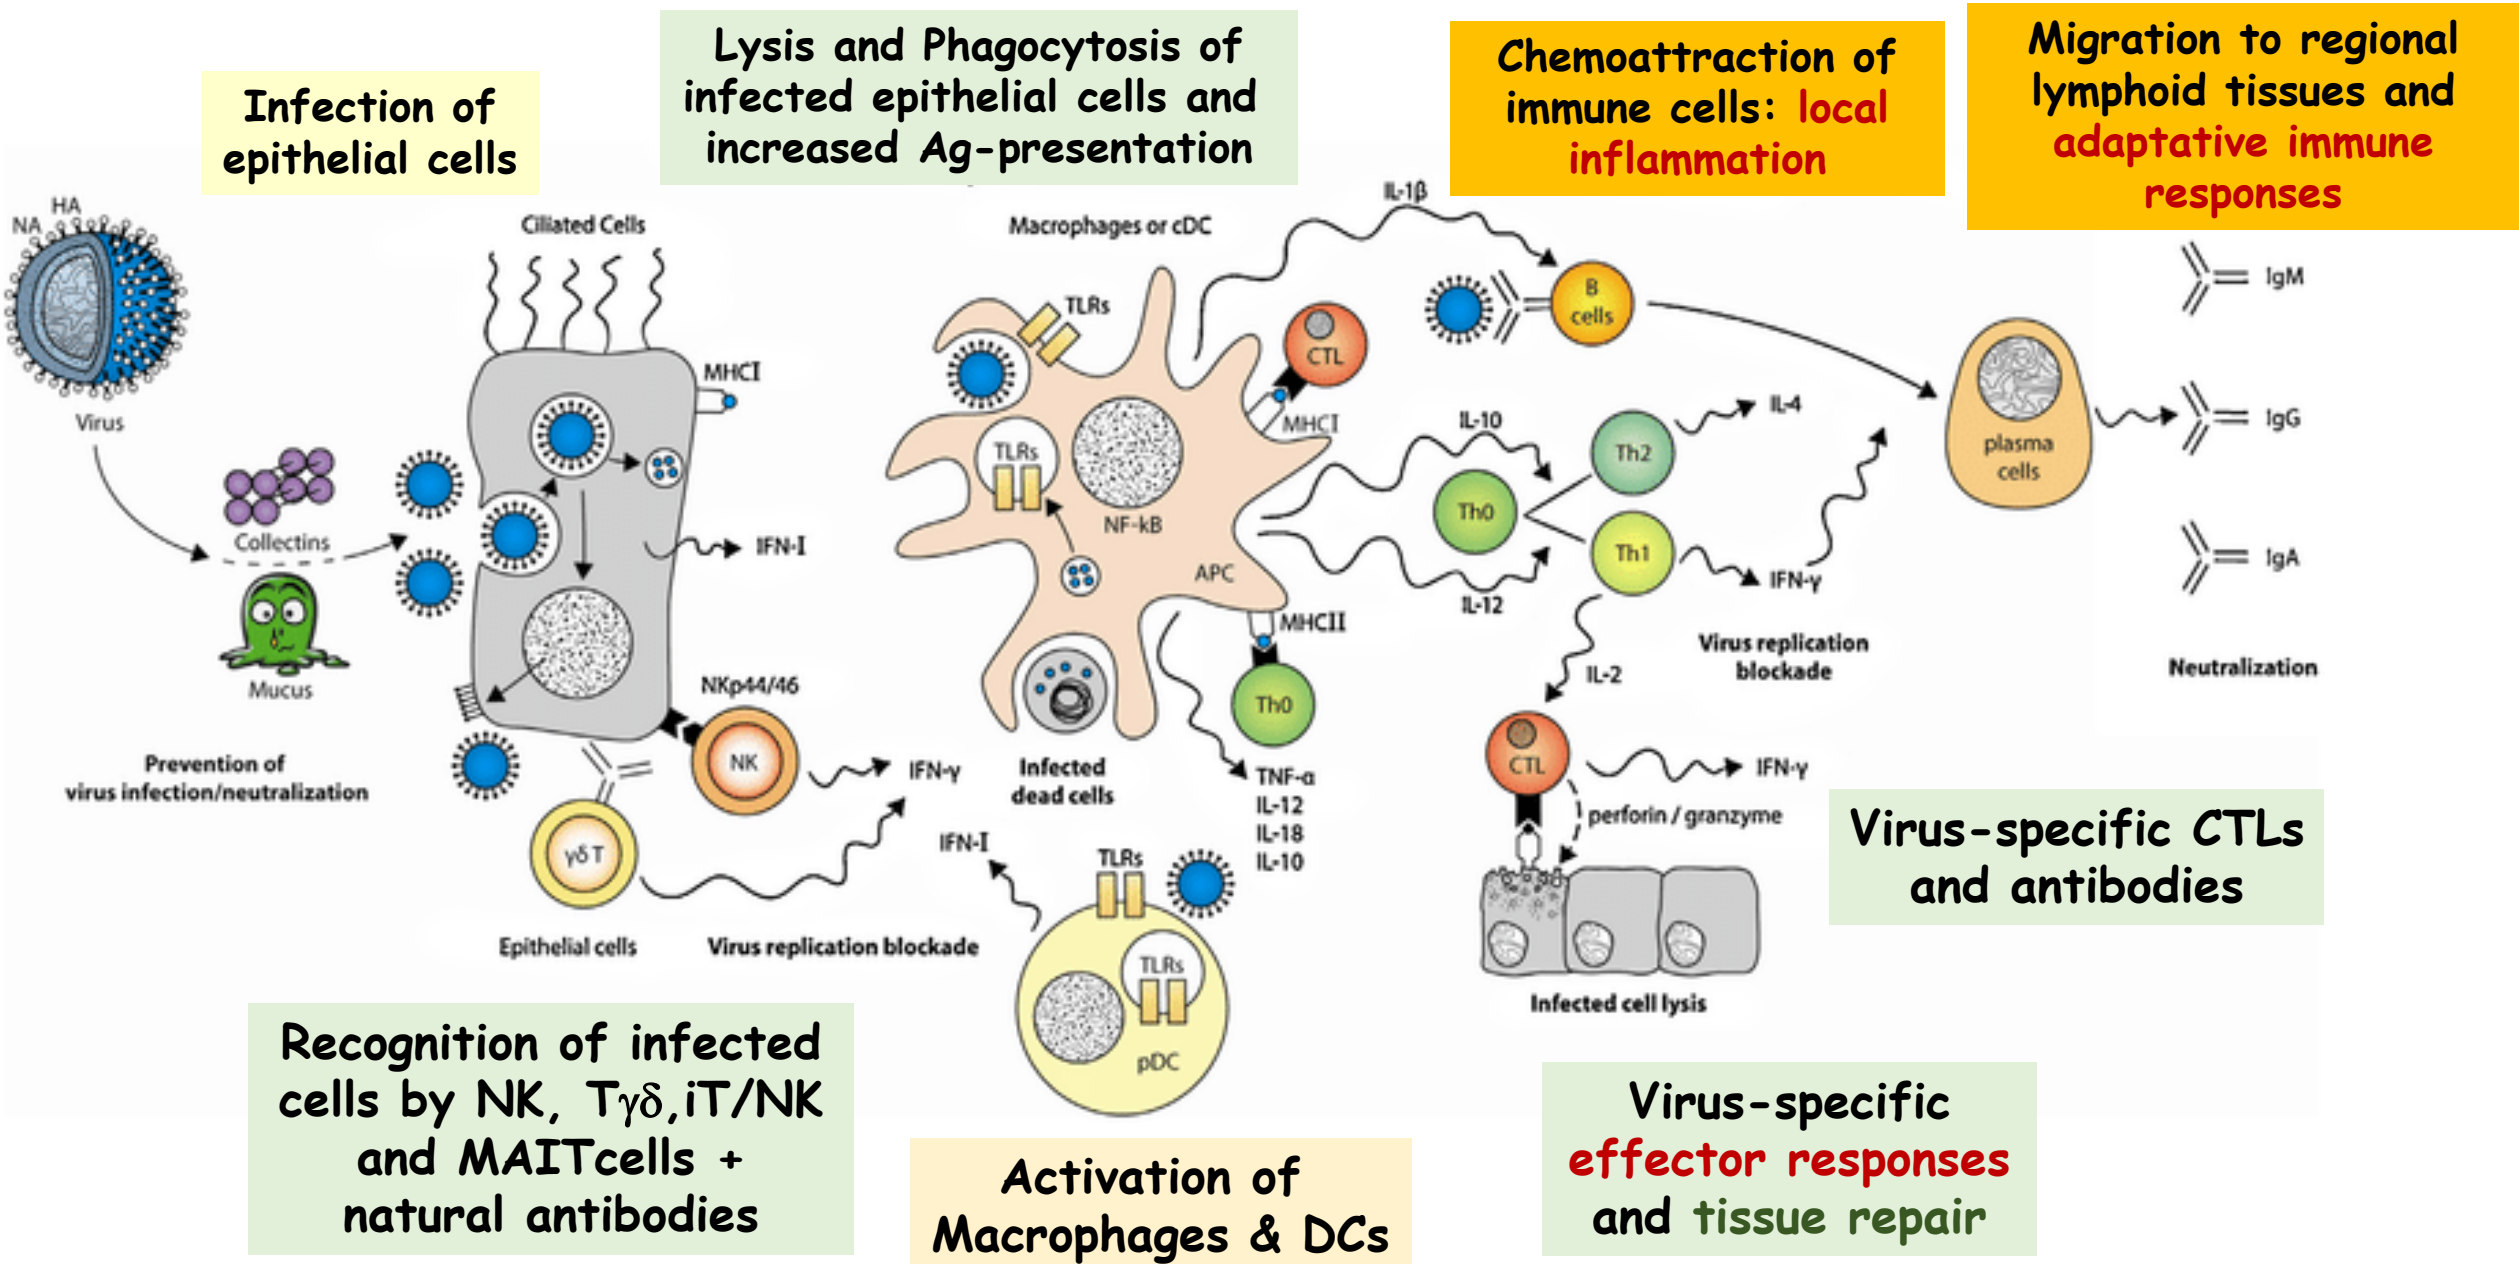 Infection of
epithelial cells
Lysis and Phagocytosis of
infected epithelial cells and
increased Ag-presentation
Chemoattraction of
immune cells: local
inflammation
Migration to regional
lymphoid tissues and
adaptative immune
responses
HA
NA
Virus
Collectins
Mucus
Prevention of
virus infection/neutralization
Ciliated Cells
MHCI
IFN-I
NKp44/46
NK
IFN-γ
γδ T
Epithelial cells
Virus replication blockade
Macrophages or cDC
TLRs
TLRs
NF-kB
APC
CTL
MHCI
MHCII
Th0
Infected
dead cells
TNF-α
IL-12
IL-18
IL-10
IFN-I
TLRs
TLRs
pDC
IL-1β
B
cells
IL-10
IL-12
Th0
Th2
Th1
IL-4
IFN-γ
Virus replication
blockade
IL-2
CTL
IFN-γ
perforin / granzyme
Infected cell lysis
plasma
cells
IgM
IgG
IgA
Neutralization
Virus-specific CTLs
and antibodies
Recognition of infected
cells by NK, Tγδ,iT/NK
and MAITcells +
natural antibodies
Activation of
Macrophages & DCs
Virus-specific
effector responses
and tissue repair